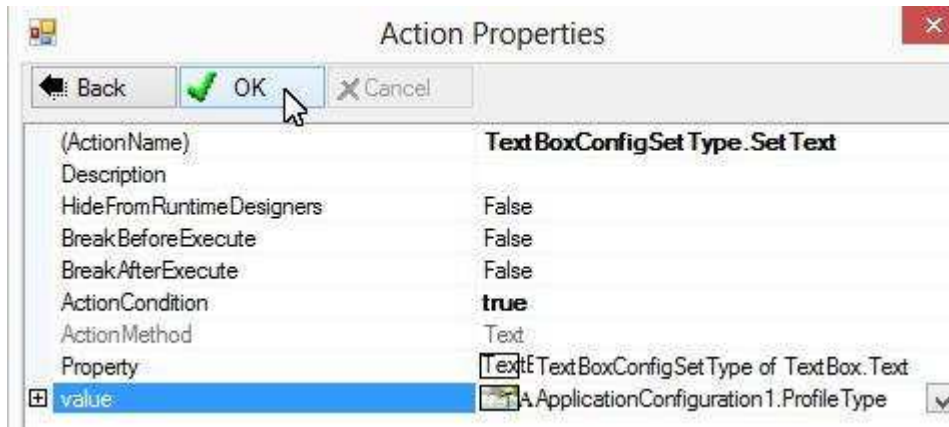 Action Properties
Back OK Cancel
(ActionName) TextBoxConfigSetType.SetText
Description
HideFromRuntimeDesigners False
BreakBeforeExecute False
BreakAfterExecute False
ActionCondition true
ActionMethod Text
Property TextBoxConfigSetType of TextBox.Text
value ApplicationConfiguration1.ProfileType